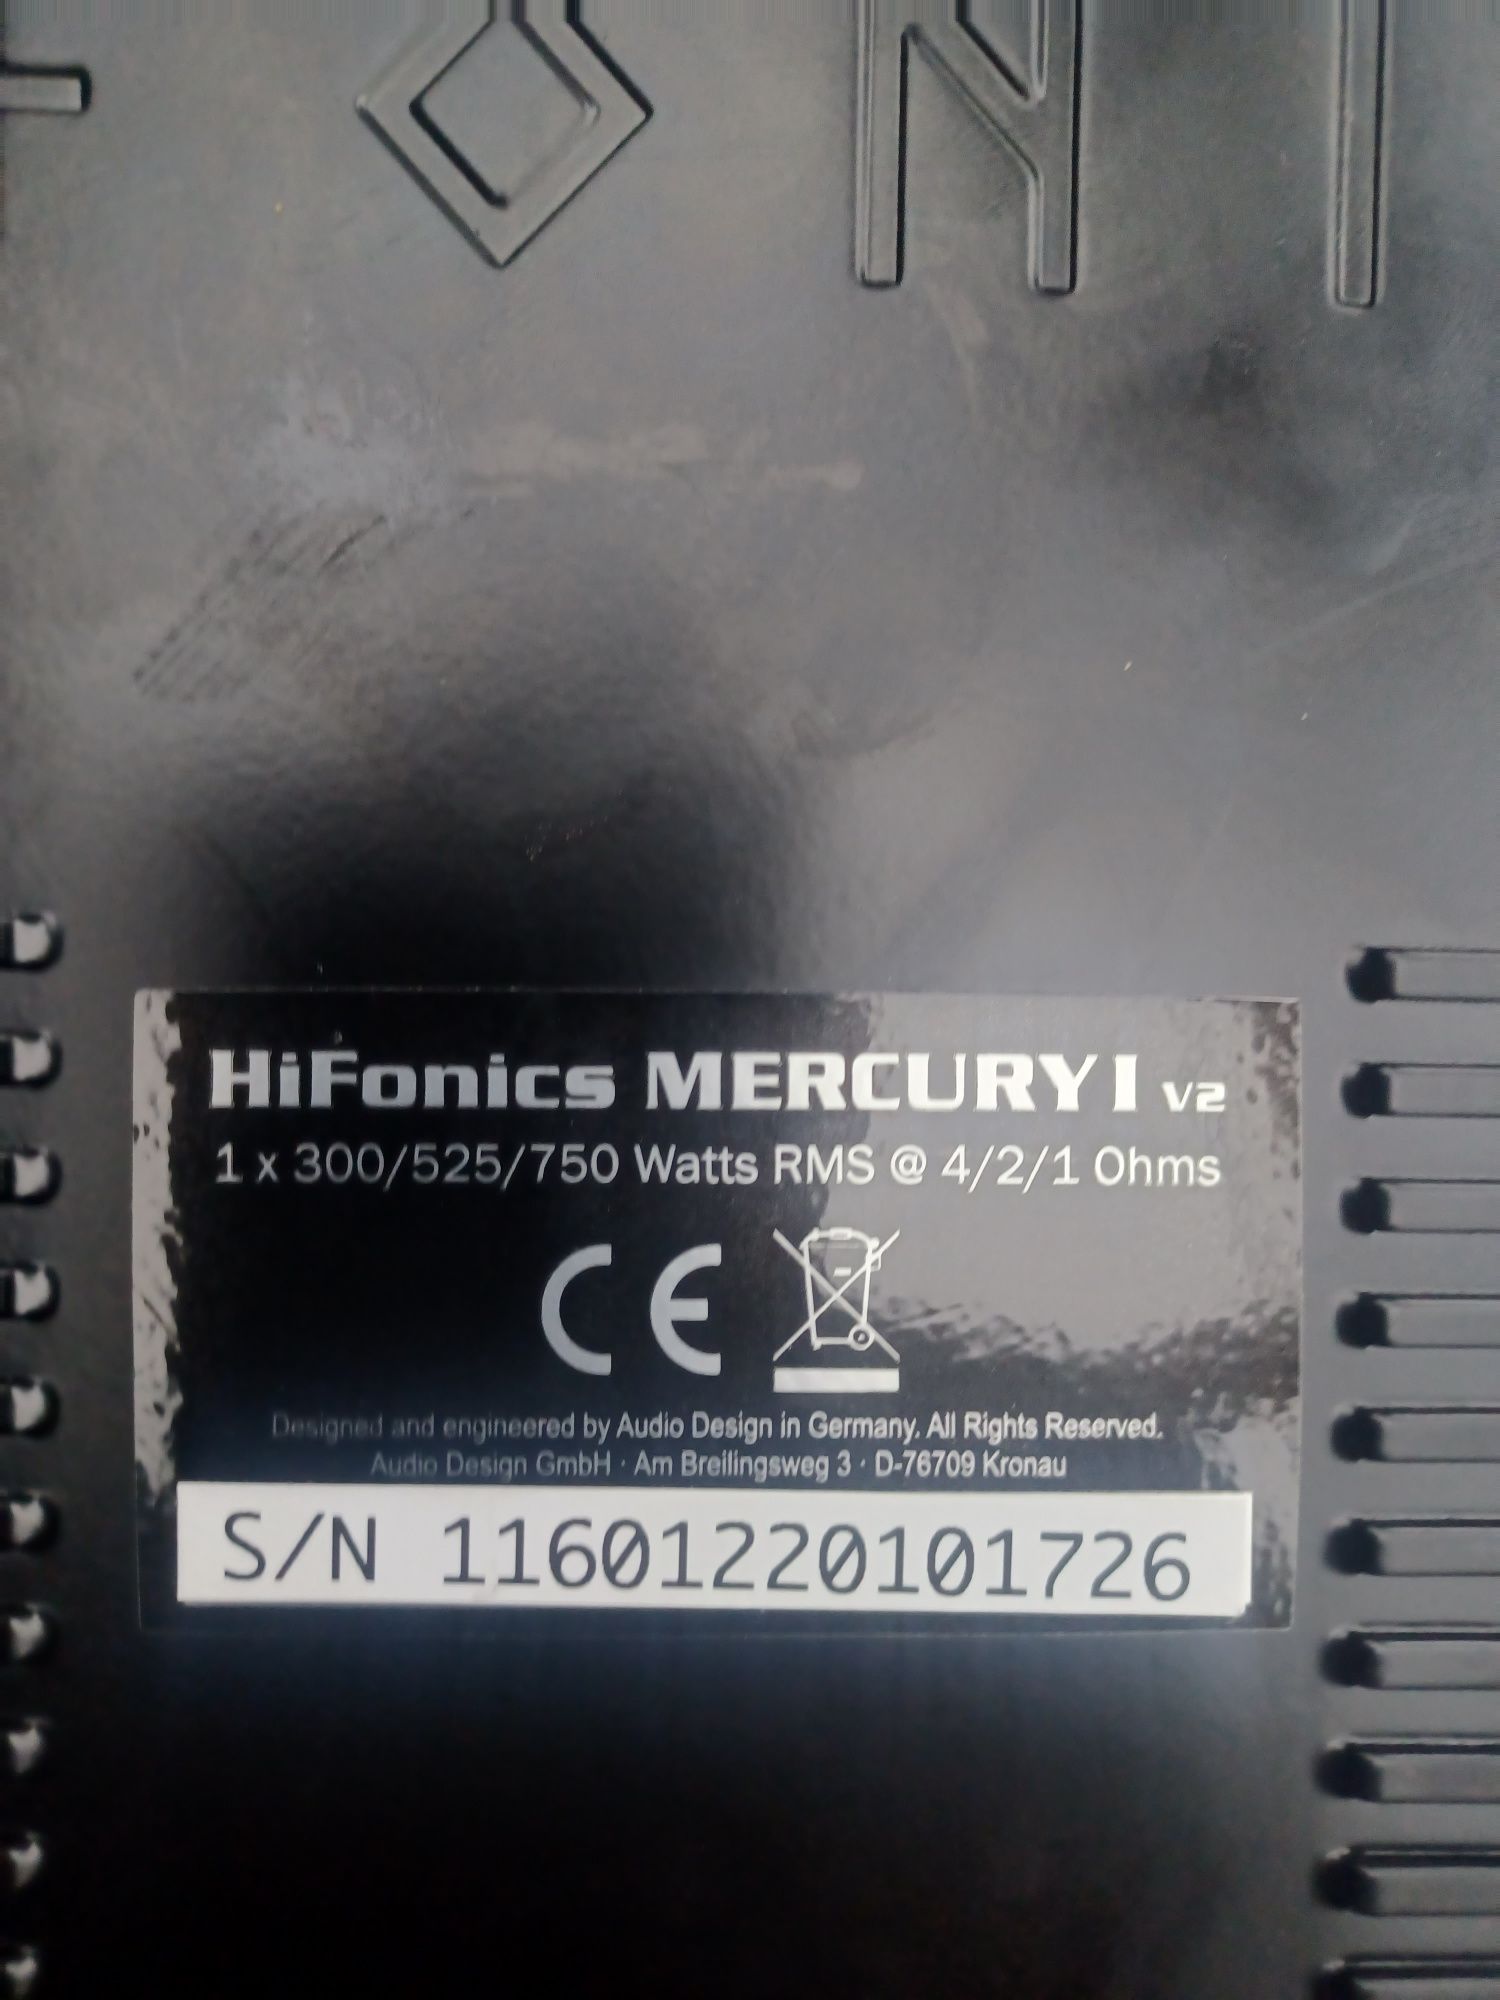 ONI
HiFonics MERCURY I V2
1 x 300/525/750 Watts RMS @ 4/2/1 Ohms
CE
Designed and engineered by Audio Design in Germany. All Rights Reserved.
Audio Design GmbH · Am Breilingsweg 3 · D-76709 Kronau
S/N 11601220101726